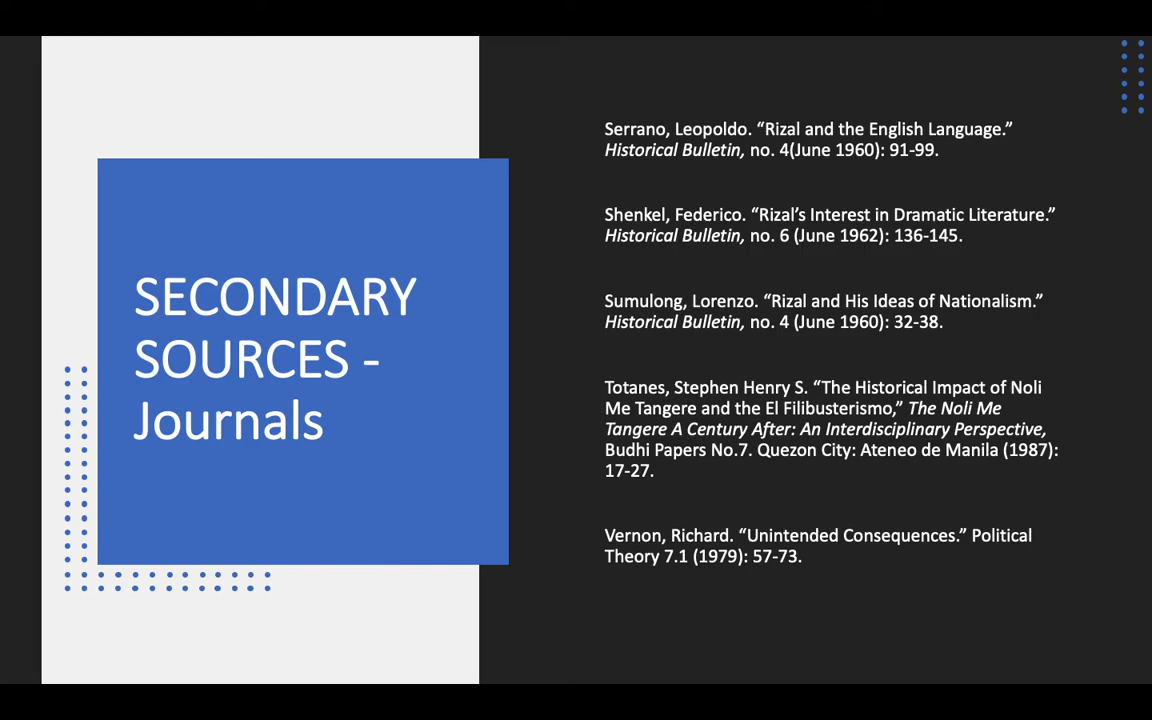 SECONDARY
SOURCES -
Journals
Serrano, Leopoldo. “Rizal and the English Language.”
Historical Bulletin, no. 4(June 1960): 91-99.
Shenkel, Federico. “Rizal’s Interest in Dramatic Literature.”
Historical Bulletin, no. 6 (June 1962): 136-145.
Sumulong, Lorenzo. “Rizal and His Ideas of Nationalism.”
Historical Bulletin, no. 4 (June 1960): 32-38.
Totanes, Stephen Henry S. “The Historical Impact of Noli
Me Tangere and the El Filibusterismo,” The Noli Me
Tangere A Century After: An Interdisciplinary Perspective,
Budhi Papers No.7. Quezon City: Ateneo de Manila (1987):
17-27.
Vernon, Richard. “Unintended Consequences.” Political
Theory 7.1 (1979): 57-73.